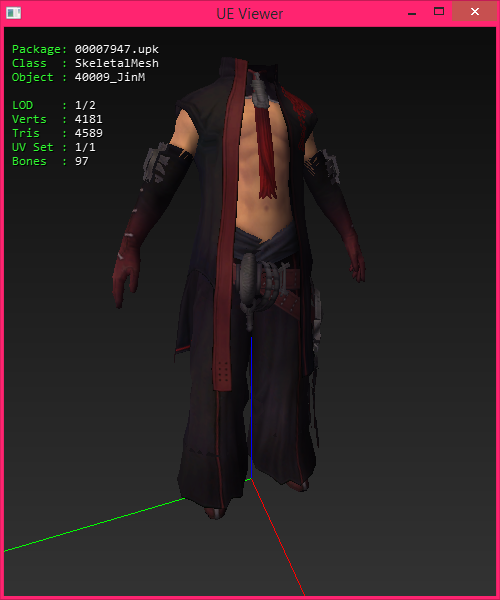 UE Viewer
Package: 00007947.upk
Class  : SkeletalMesh
Object : 40009_JinM
LOD    : 1/2
Verts  : 4181
Tris   : 4589
UV Set : 1/1
Bones  : 97